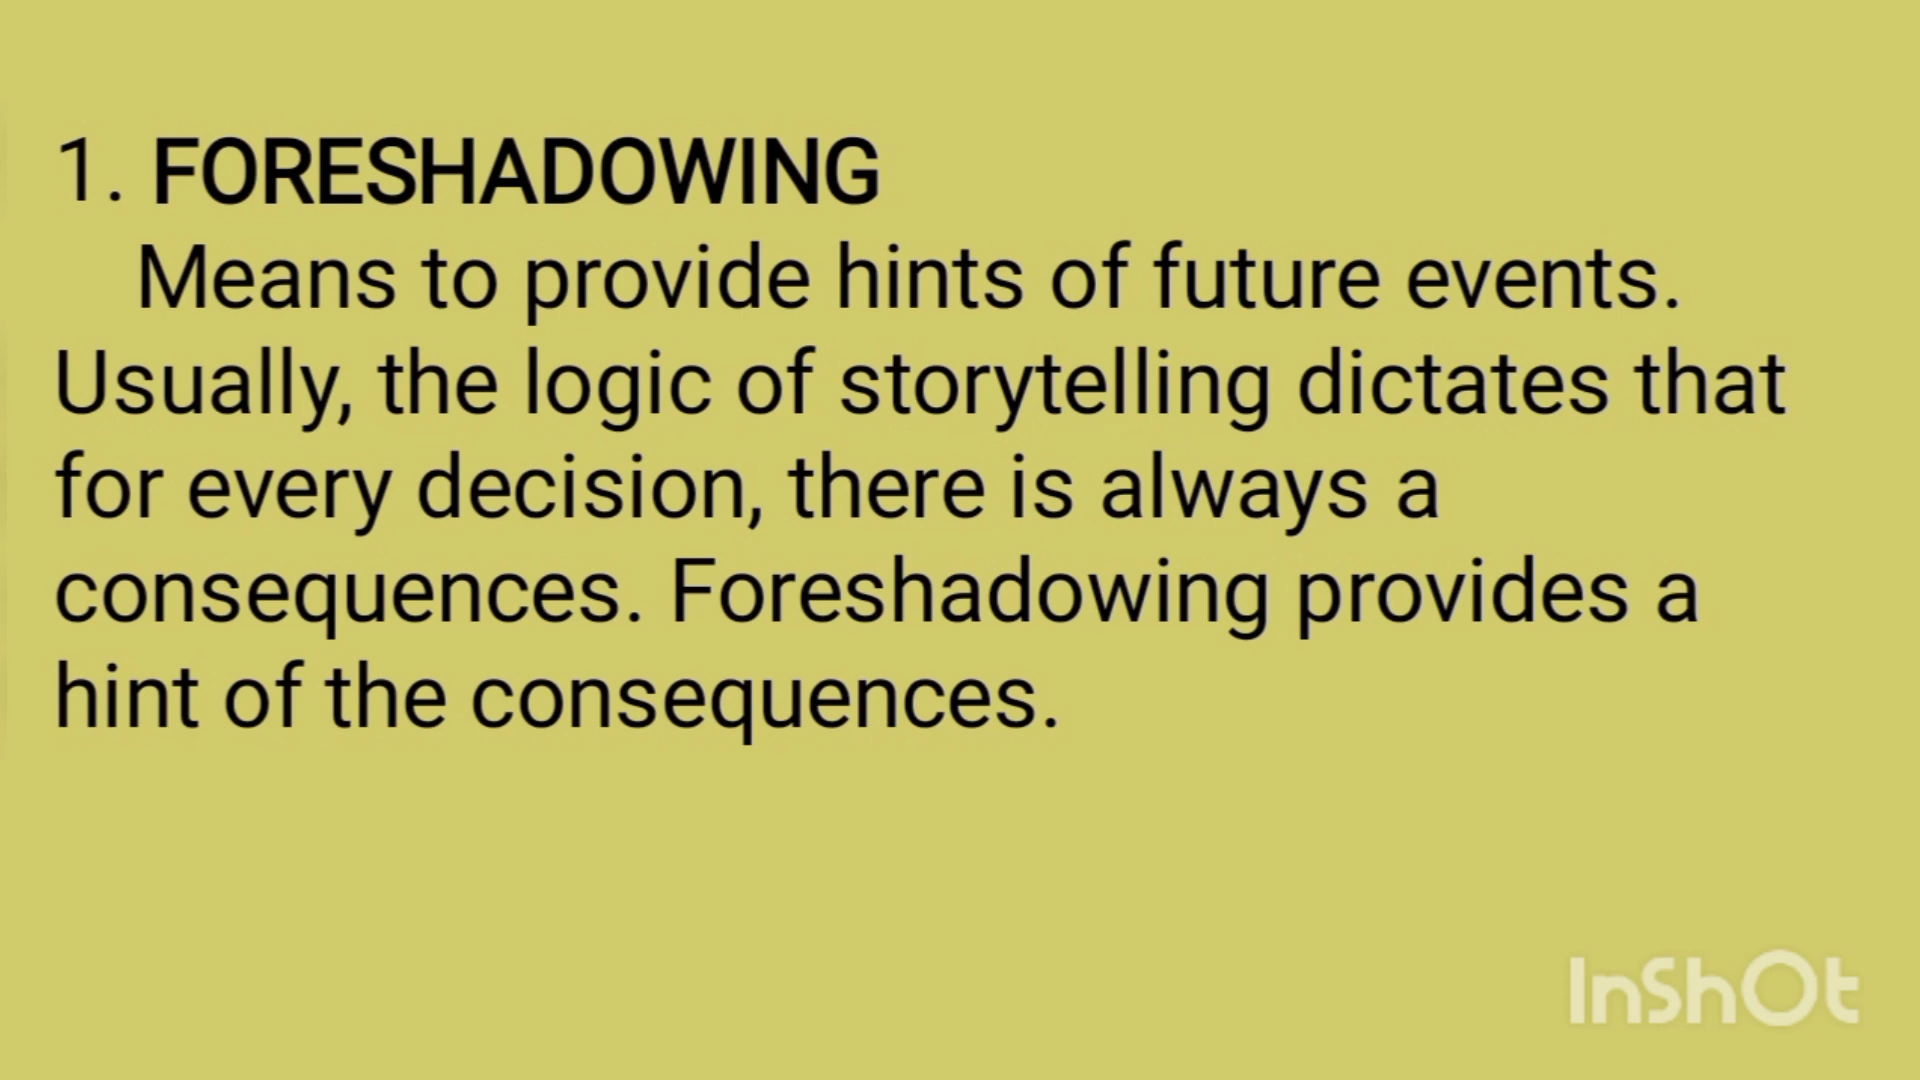 1. FORESHADOWING
Means to provide hints of future events.
Usually, the logic of storytelling dictates that
for every decision, there is always a
consequences. Foreshadowing provides a
hint of the consequences.
InShOt